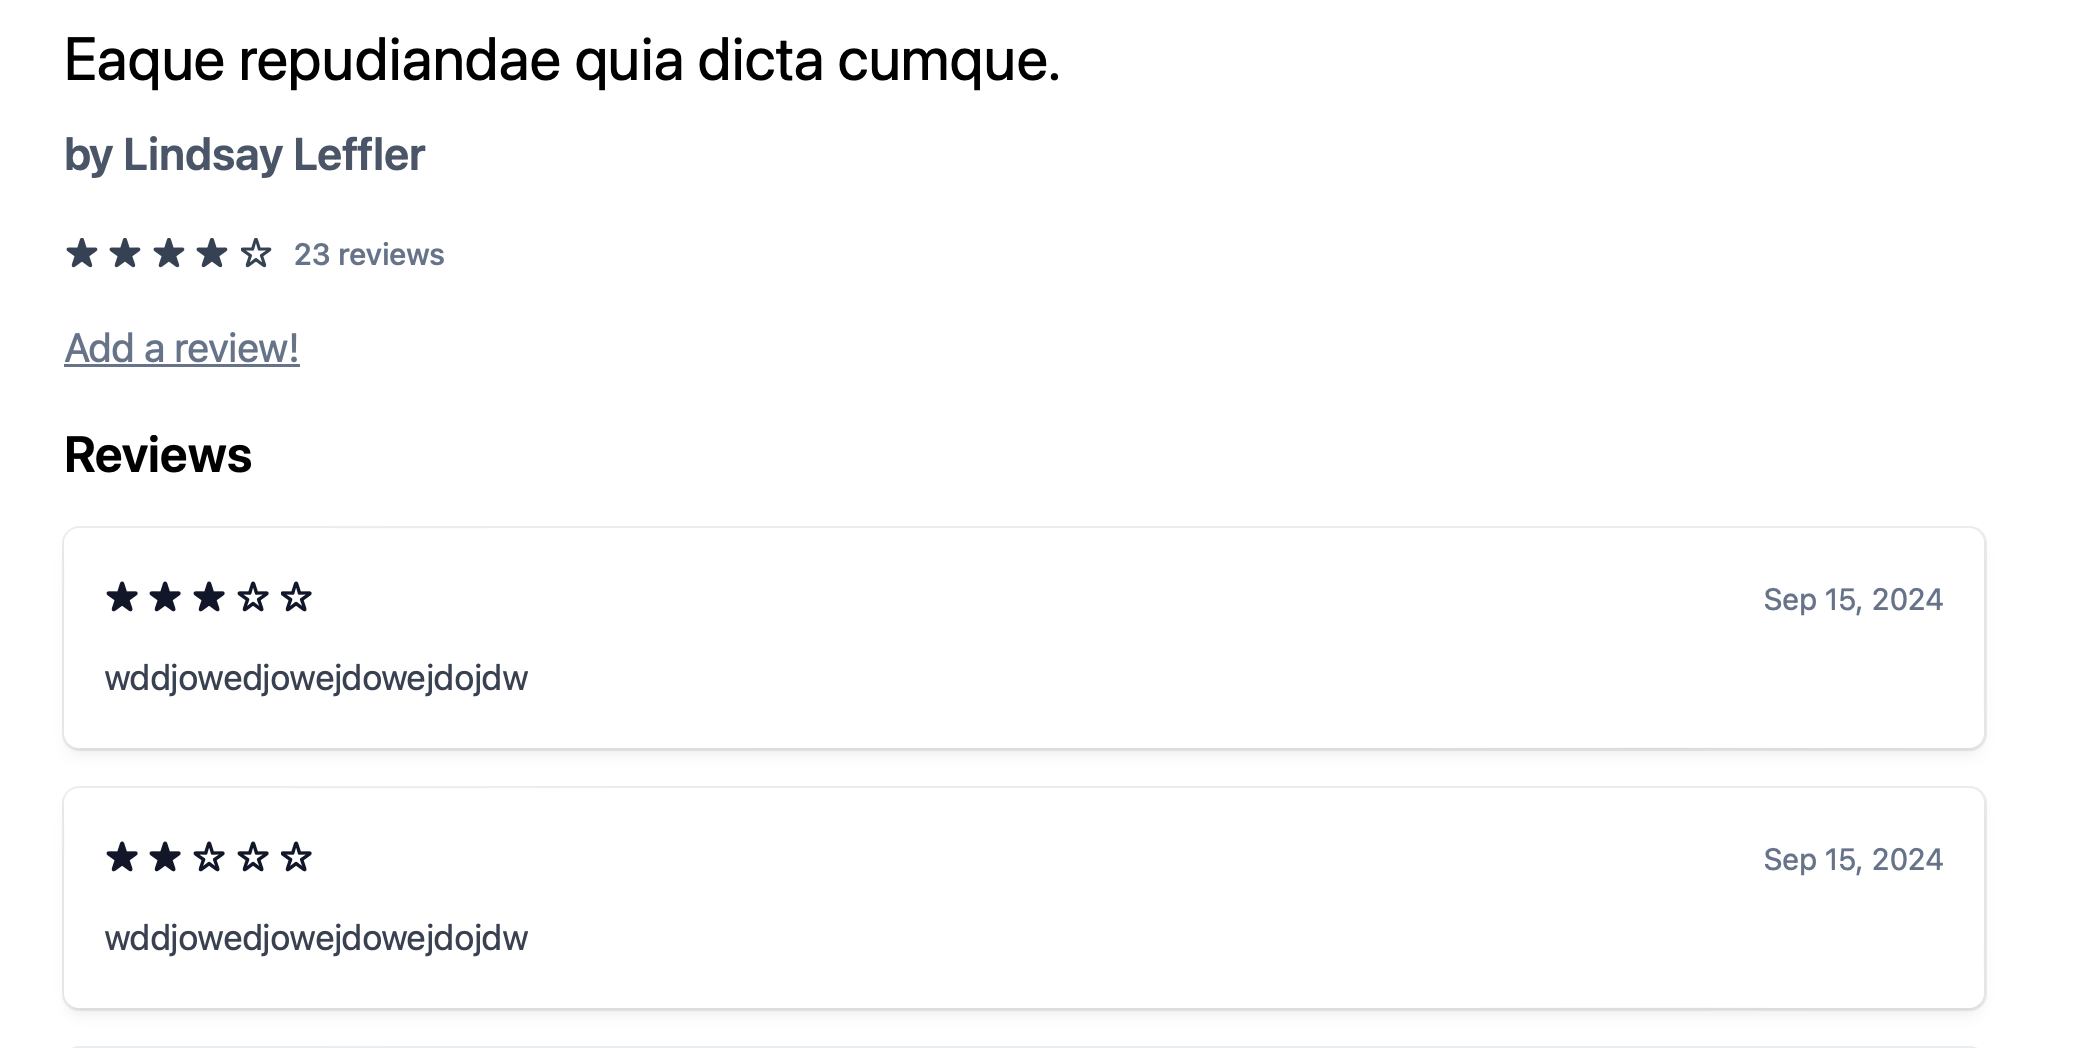 Eaque repudiandae quia dicta cumque.
by Lindsay Leffler
★ ★ ★ ★ ☆ 23 reviews
Add a review!
Reviews
★ ★ ★ ☆ ☆ Sep 15, 2024
wddjowedjowejdowejdojdw
★ ★ ☆ ☆ ☆ Sep 15, 2024
wddjowedjowejdowejdojdw